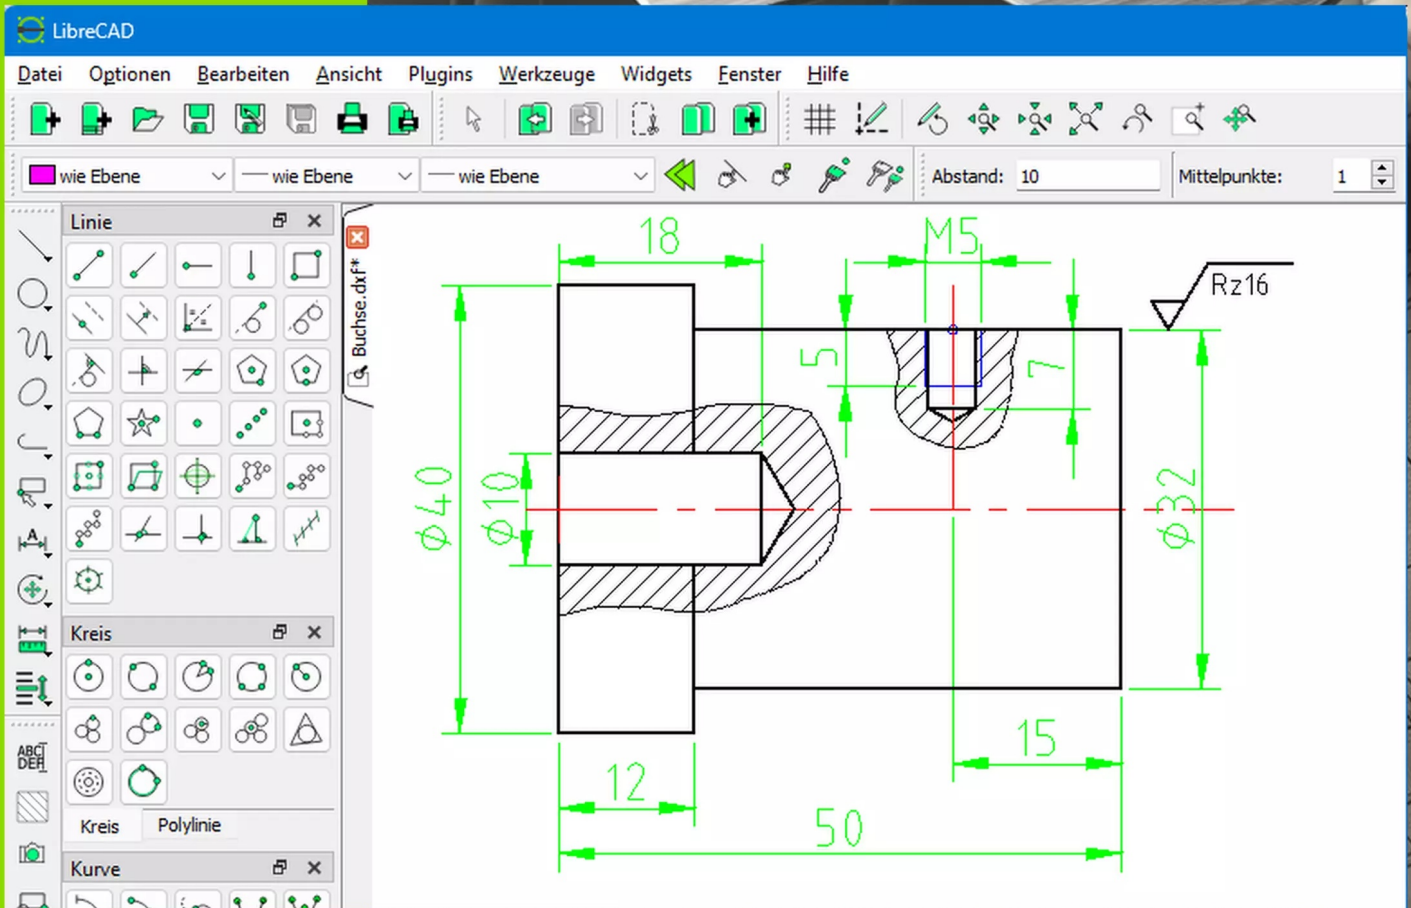 LibreCAD
Datei Optionen Bearbeiten Ansicht Plugins Werkzeuge Widgets Fenster Hilfe
wie Ebene wie Ebene wie Ebene Abstand: 10 Mittelpunkte: 1
Linie
Buchse.dxf*
18
M5
Rz16
5
7
⌀40
⌀10
⌀32
15
12
50
A
Kreis
Kreis Polylinie
ABC
DEF
Kurve